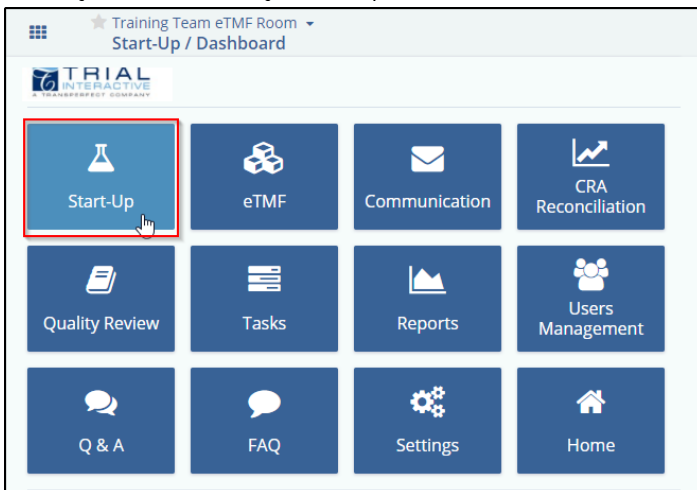 Training Team eTMF Room
Start-Up / Dashboard
TRIAL
INTERACTIVE
A TRANSPERFECT COMPANY
Start-Up
eTMF
Communication
CRA
Reconciliation
Quality Review
Tasks
Reports
Users
Management
Q & A
FAQ
Settings
Home